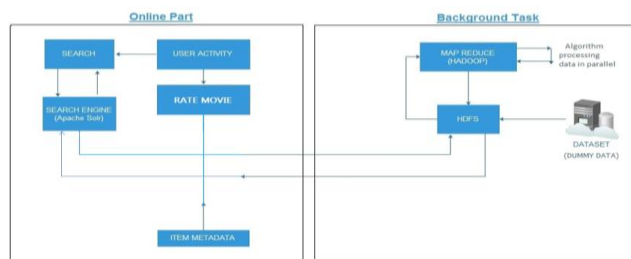 Online Part
SEARCH
USER ACTIVITY
RATE MOVIE
SEARCH ENGINE
(Apache Solr)
ITEM METADATA
Background Task
MAP REDUCE
(HADOOP)
Algorithm
processing
data in parallel
HDFS
DATASET
(DUMMY DATA)